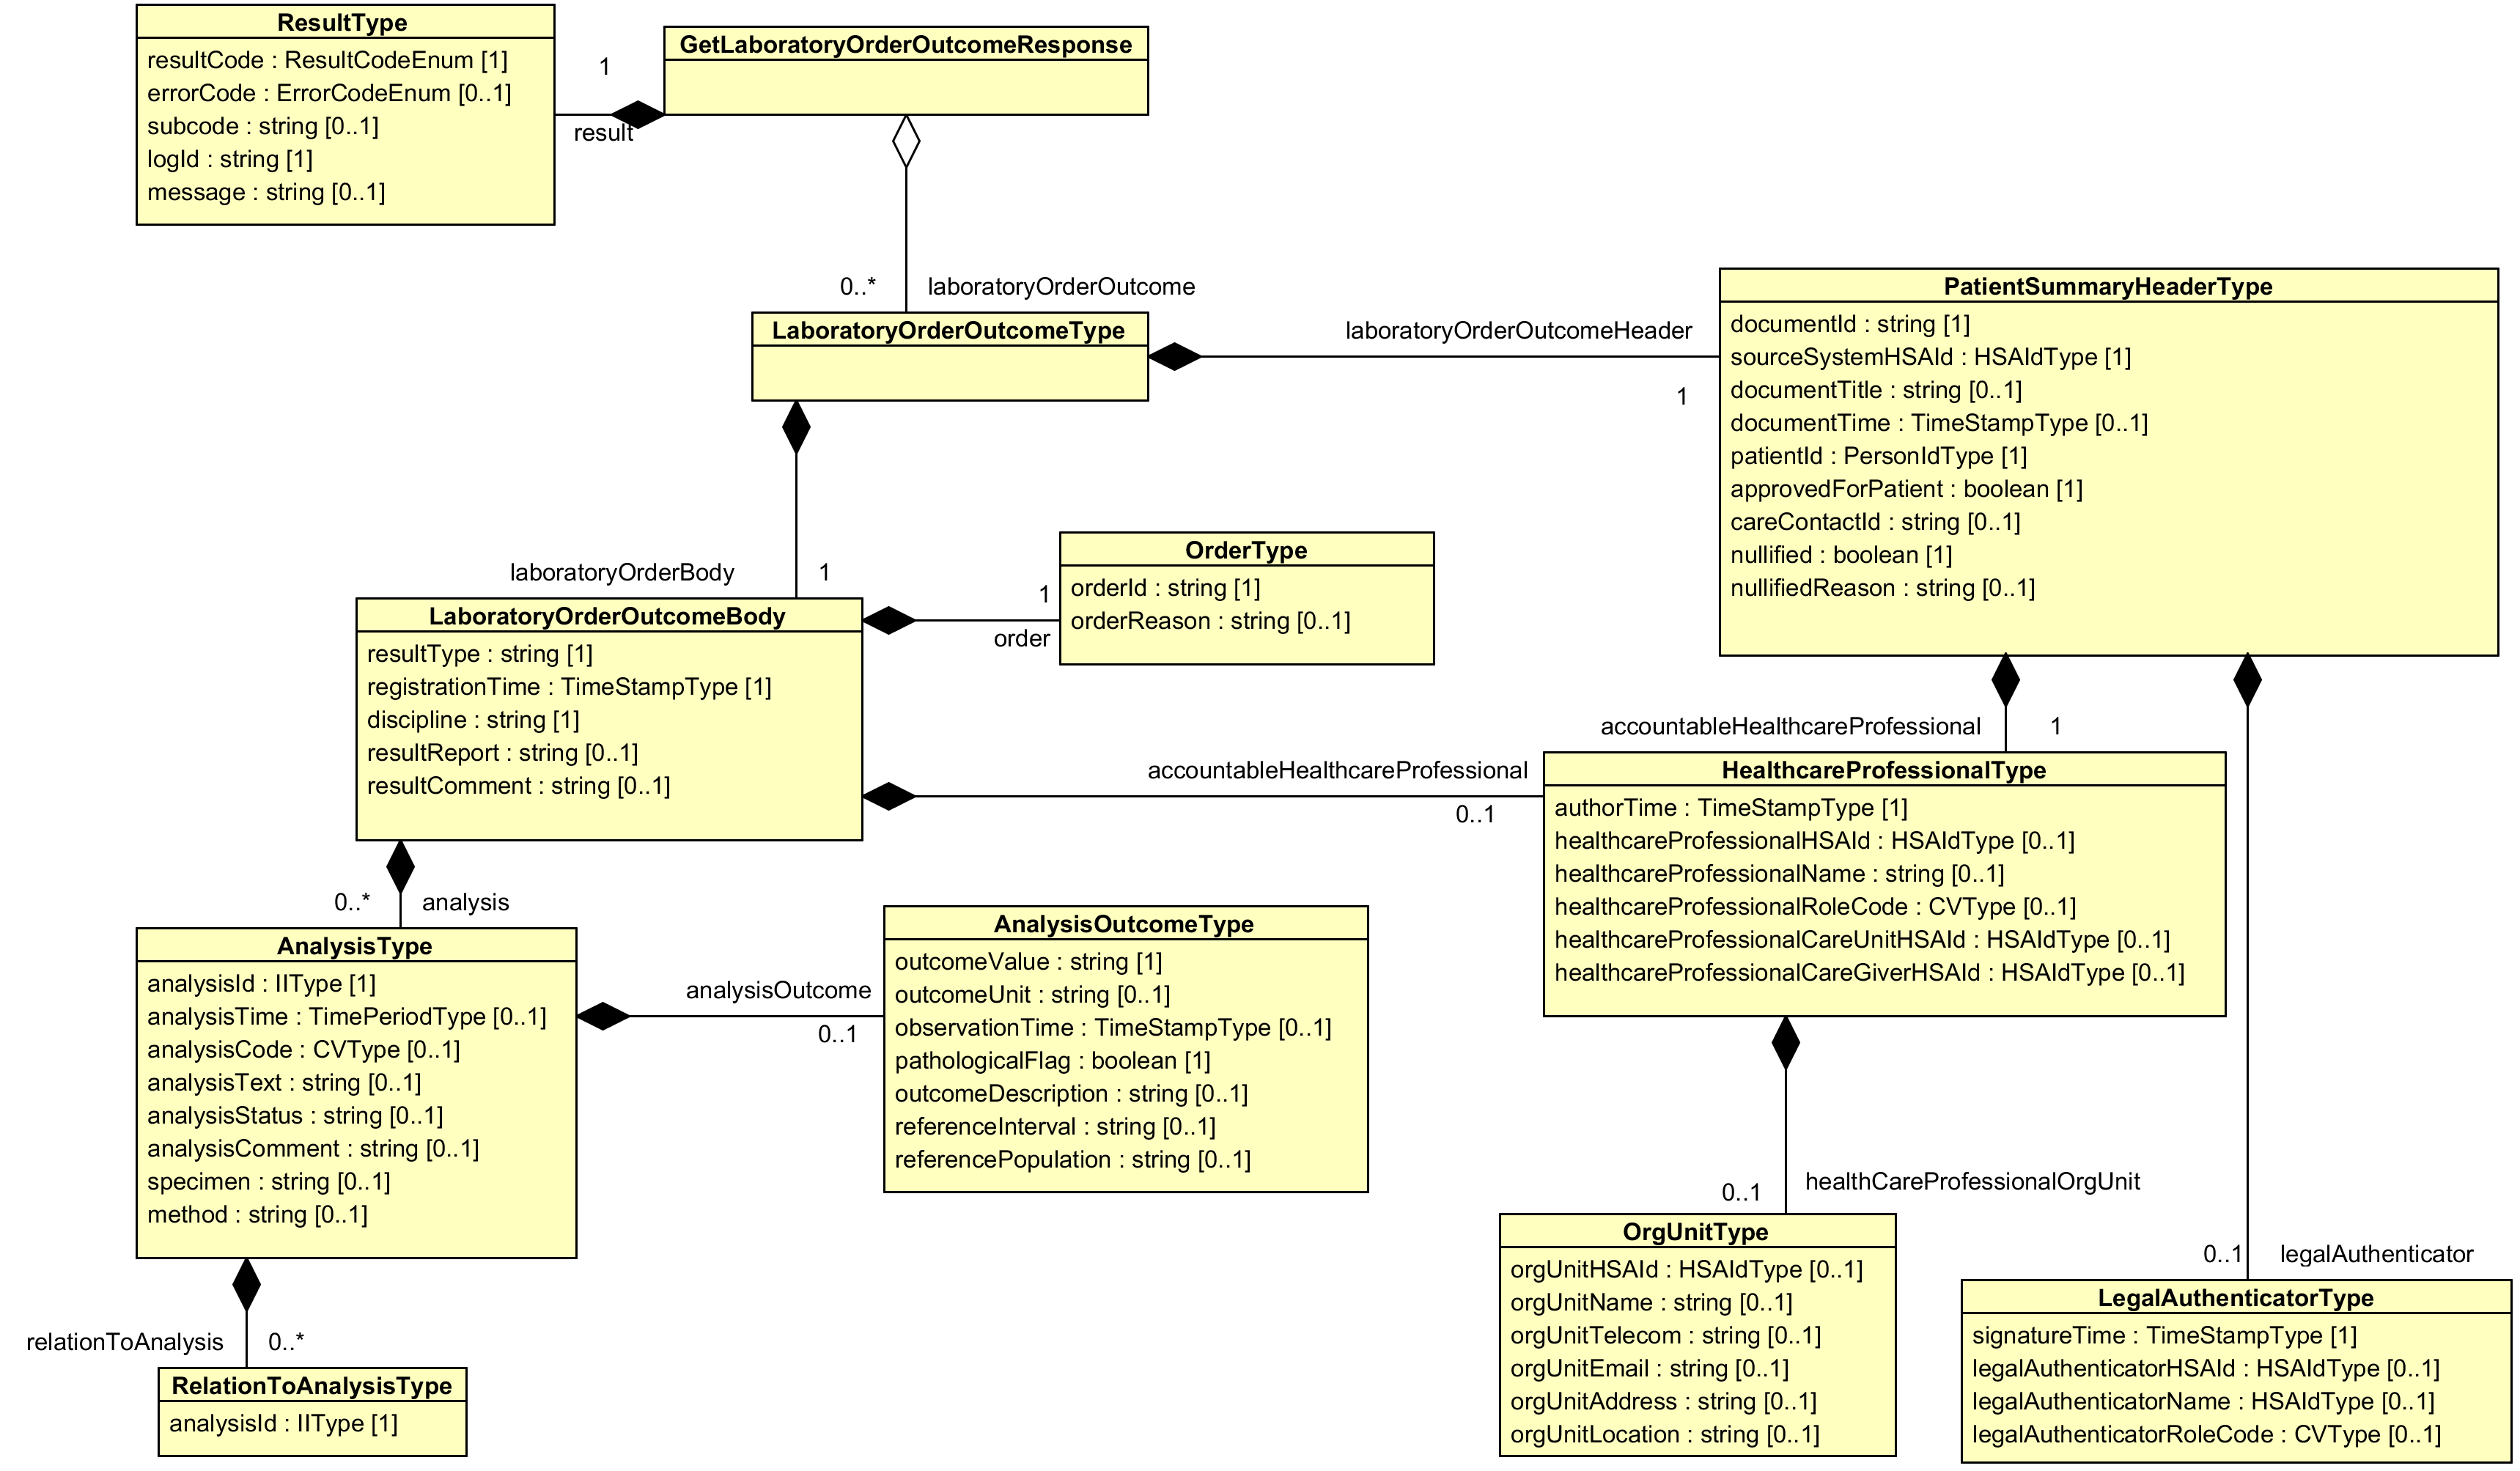 ResultType
resultCode : ResultCodeEnum [1]
errorCode : ErrorCodeEnum [0..1]
subcode : string [0..1]
logId : string [1]
message : string [0..1]
1
result
GetLaboratoryOrderOutcomeResponse
0..*
laboratoryOrderOutcome
LaboratoryOrderOutcomeType
laboratoryOrderOutcomeHeader
1
PatientSummaryHeaderType
documentId : string [1]
sourceSystemHSAId : HSAIdType [1]
documentTitle : string [0..1]
documentTime : TimeStampType [0..1]
patientId : PersonIdType [1]
approvedForPatient : boolean [1]
careContactId : string [0..1]
nullified : boolean [1]
nullifiedReason : string [0..1]
laboratoryOrderBody
1
LaboratoryOrderOutcomeBody
resultType : string [1]
registrationTime : TimeStampType [1]
discipline : string [1]
resultReport : string [0..1]
resultComment : string [0..1]
1
order
OrderType
orderId : string [1]
orderReason : string [0..1]
accountableHealthcareProfessional
1
accountableHealthcareProfessional
0..1
HealthcareProfessionalType
authorTime : TimeStampType [1]
healthcareProfessionalHSAId : HSAIdType [0..1]
healthcareProfessionalName : string [0..1]
healthcareProfessionalRoleCode : CVType [0..1]
healthcareProfessionalCareUnitHSAId : HSAIdType [0..1]
healthcareProfessionalCareGiverHSAId : HSAIdType [0..1]
0..*
analysis
AnalysisType
analysisId : IIType [1]
analysisTime : TimePeriodType [0..1]
analysisCode : CVType [0..1]
analysisText : string [0..1]
analysisStatus : string [0..1]
analysisComment : string [0..1]
specimen : string [0..1]
method : string [0..1]
analysisOutcome
0..1
AnalysisOutcomeType
outcomeValue : string [1]
outcomeUnit : string [0..1]
observationTime : TimeStampType [0..1]
pathologicalFlag : boolean [1]
outcomeDescription : string [0..1]
referenceInterval : string [0..1]
referencePopulation : string [0..1]
0..1
healthCareProfessionalOrgUnit
OrgUnitType
orgUnitHSAId : HSAIdType [0..1]
orgUnitName : string [0..1]
orgUnitTelecom : string [0..1]
orgUnitEmail : string [0..1]
orgUnitAddress : string [0..1]
orgUnitLocation : string [0..1]
0..1
legalAuthenticator
LegalAuthenticatorType
signatureTime : TimeStampType [1]
legalAuthenticatorHSAId : HSAIdType [0..1]
legalAuthenticatorName : HSAIdType [0..1]
legalAuthenticatorRoleCode : CVType [0..1]
relationToAnalysis
0..*
RelationToAnalysisType
analysisId : IIType [1]